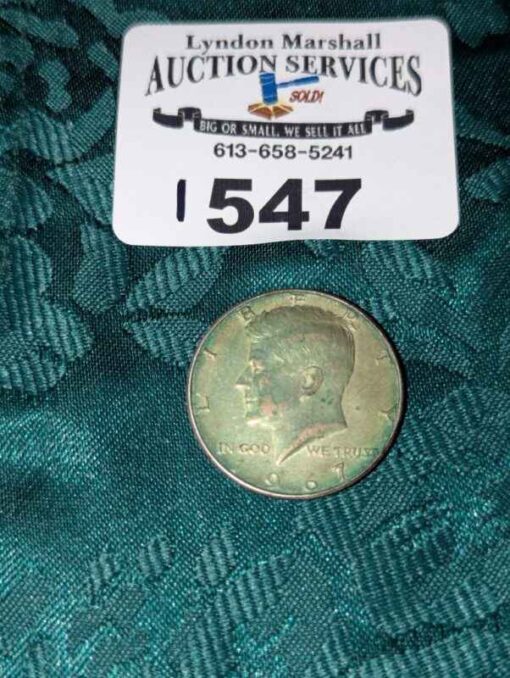 Lyndon Marshall
AUCTION SERVICES
SOLD!
BIG OR SMALL, WE SELL IT ALL
613-658-5241
1547
LIBERTY
IN GOD WE TRUST
1967